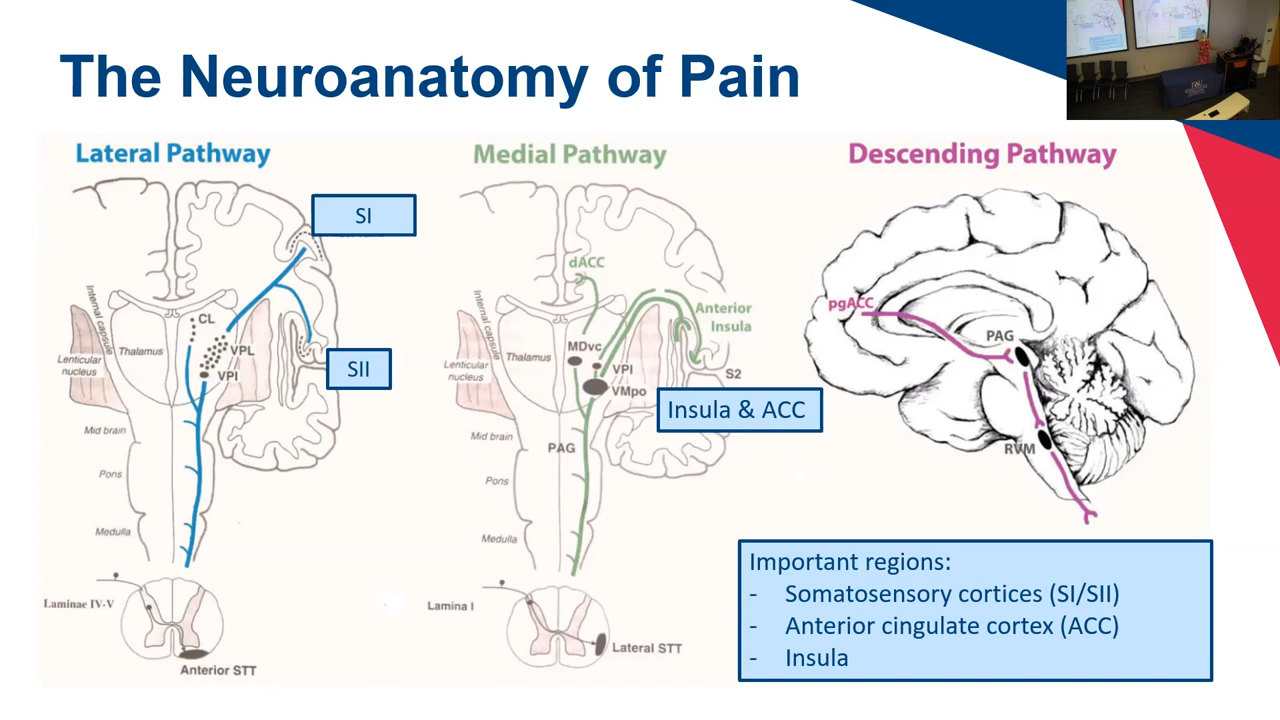 The Neuroanatomy of Pain
Lateral Pathway
SI
Internal capsule
CL
Thalamus
VPL
VPI
Lenticular
nucleus
SII
Mid brain
Pons
Medulla
Laminae IV-V
Anterior STT
Medial Pathway
dACC
Internal capsule
Anterior
Insula
MDvc
Thalamus
VPI
VMpo
Lenticular
nucleus
S2
Insula & ACC
Mid brain
PAG
Pons
Medulla
Lamina I
Lateral STT
Descending Pathway
pgACC
PAG
RVM
Important regions:
- Somatosensory cortices (SI/SII)
- Anterior cingulate cortex (ACC)
- Insula